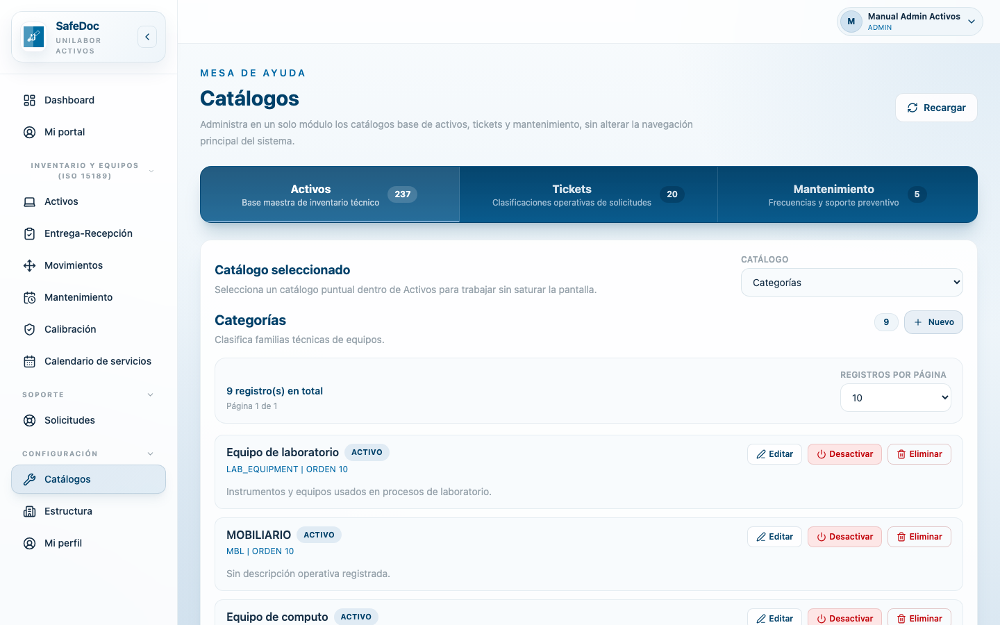 SafeDoc
UNILABOR
ACTIVOS
Dashboard
Mi portal
INVENTARIO Y EQUIPOS
(ISO 15189)
Activos
Entrega-Recepción
Movimientos
Mantenimiento
Calibración
Calendario de servicios
SOPORTE
Solicitudes
CONFIGURACIÓN
Catálogos
Estructura
Mi perfil
M
Manual Admin Activos
ADMIN
MESA DE AYUDA
Catálogos
Administra en un solo módulo los catálogos base de activos, tickets y mantenimiento, sin alterar la navegación
principal del sistema.
Recargar
Activos
Base maestra de inventario técnico
237
Tickets
Clasificaciones operativas de solicitudes
20
Mantenimiento
Frecuencias y soporte preventivo
5
Catálogo seleccionado
Selecciona un catálogo puntual dentro de Activos para trabajar sin saturar la pantalla.
CATÁLOGO
Categorías
Categorías
Clasifica familias técnicas de equipos.
9
Nuevo
9 registro(s) en total
Página 1 de 1
REGISTROS POR PÁGINA
10
Equipo de laboratorio ACTIVO
LAB_EQUIPMENT | ORDEN 10
Instrumentos y equipos usados en procesos de laboratorio.
Editar Desactivar Eliminar
MOBILIARIO ACTIVO
MBL | ORDEN 10
Sin descripción operativa registrada.
Editar Desactivar Eliminar
Equipo de computo ACTIVO
Editar Desactivar Eliminar